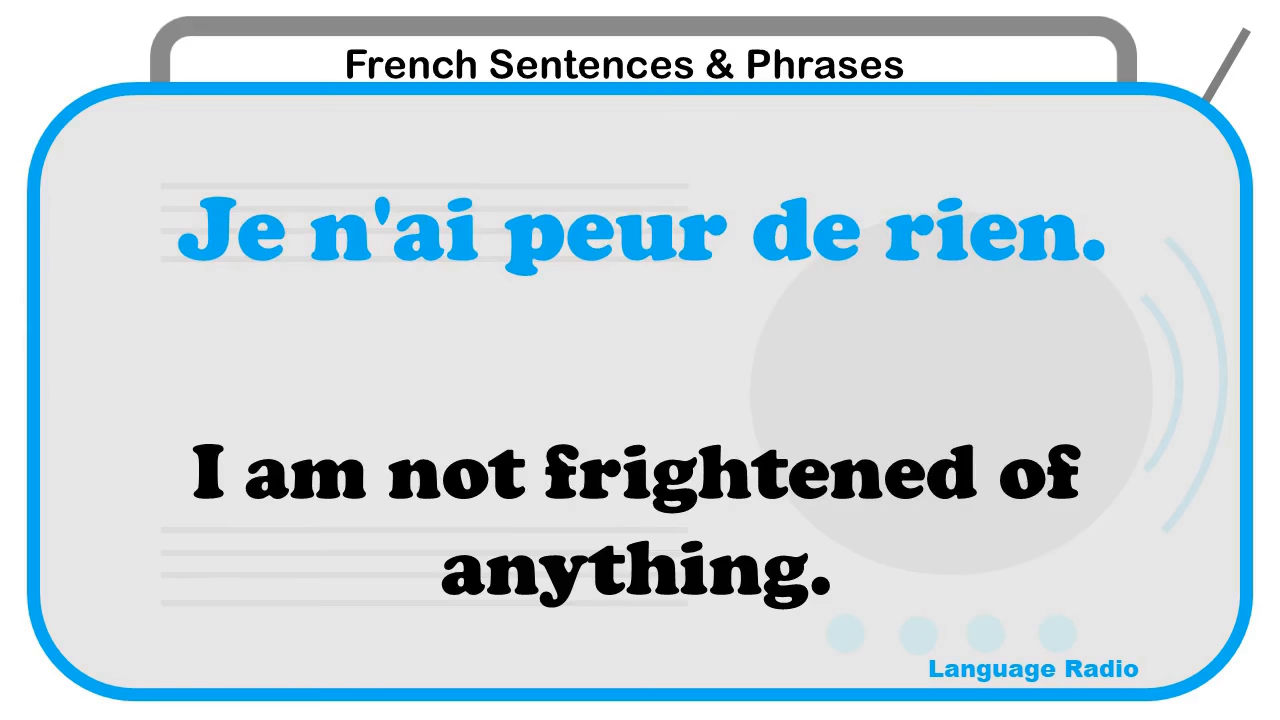 French Sentences & Phrases
Je n'ai peur de rien.
I am not frightened of
anything.
Language Radio